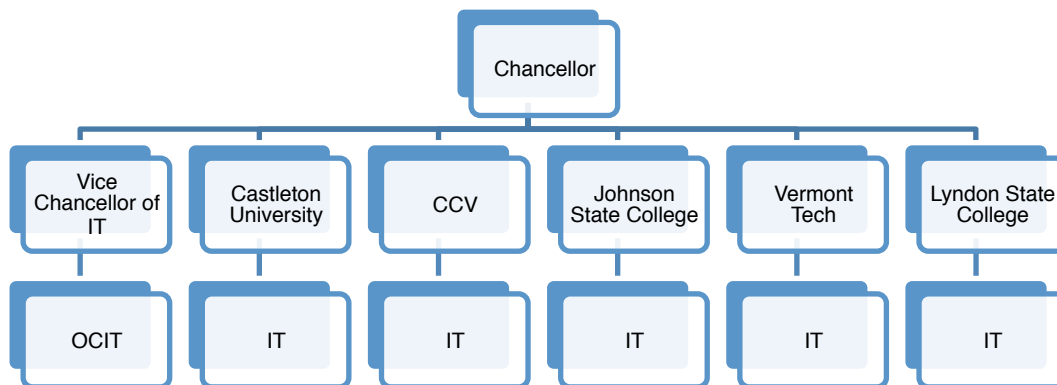 Chancellor
Vice
Chancellor of
IT
Castleton
University
CCV
Johnson
State College
Vermont
Tech
Lyndon State
College
OCIT
IT
IT
IT
IT
IT